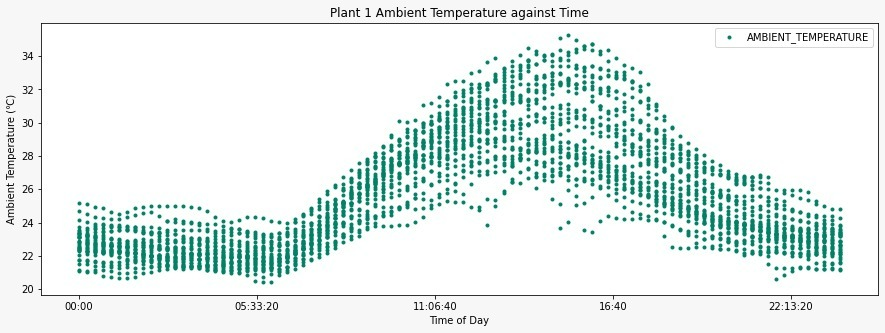 Plant 1 Ambient Temperature against Time
AMBIENT_TEMPERATURE
Ambient Temperature (℃)
34
32
30
28
26
24
22
20
00:00 05:33:20 11:06:40 16:40 22:13:20
Time of Day